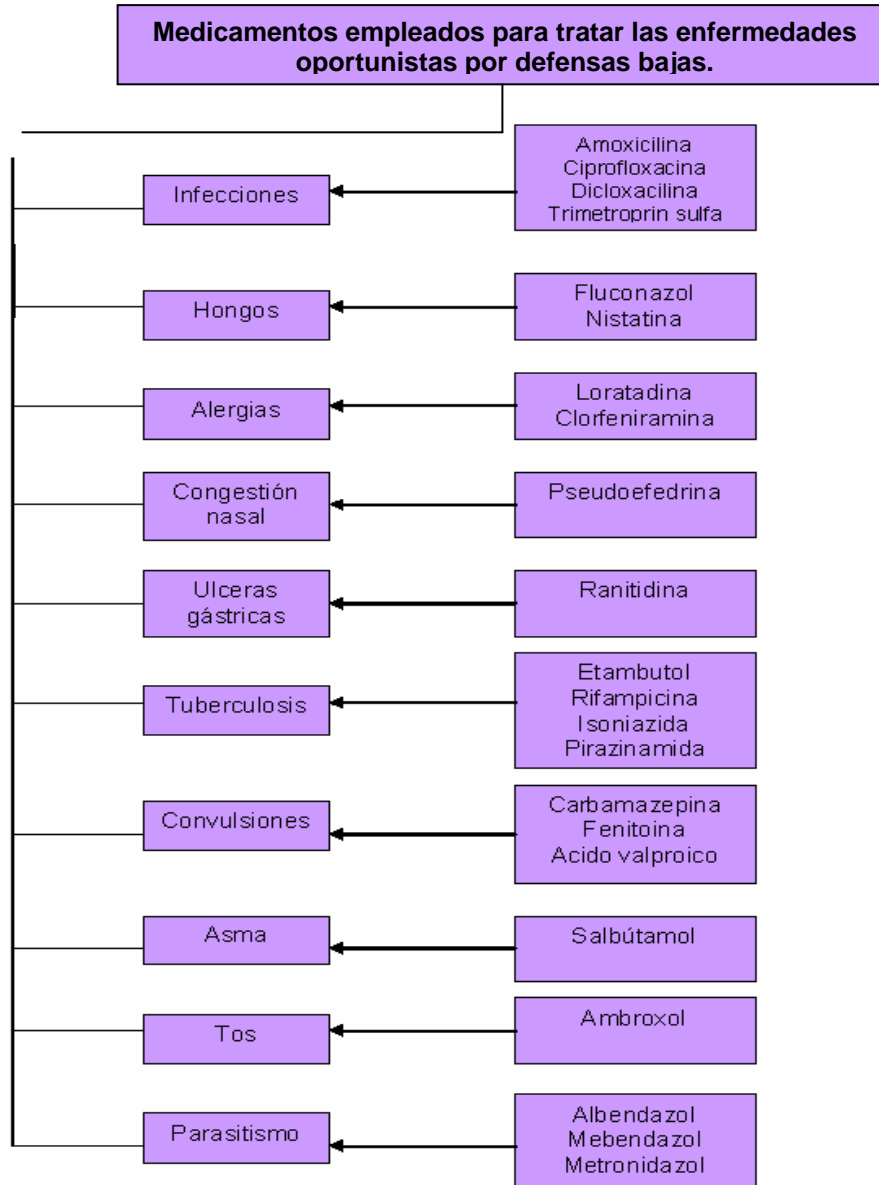 Medicamentos empleados para tratar las enfermedades
oportunistas por defensas bajas.
Infecciones
Amoxicilina
Ciprofloxacina
Dicloxacilina
Trimetroprin sulfa
Hongos
Fluconazol
Nistatina
Alergias
Loratadina
Clorfeniramina
Congestión
nasal
Pseudoefedrina
Ulceras
gástricas
Ranitidina
Tuberculosis
Etambutol
Rifampicina
Isoniazida
Pirazinamida
Convulsiones
Carbamazepina
Fenitoina
Acido valproico
Asma
Salbútamol
Tos
Ambroxol
Parasitismo
Albendazol
Mebendazol
Metronidazol